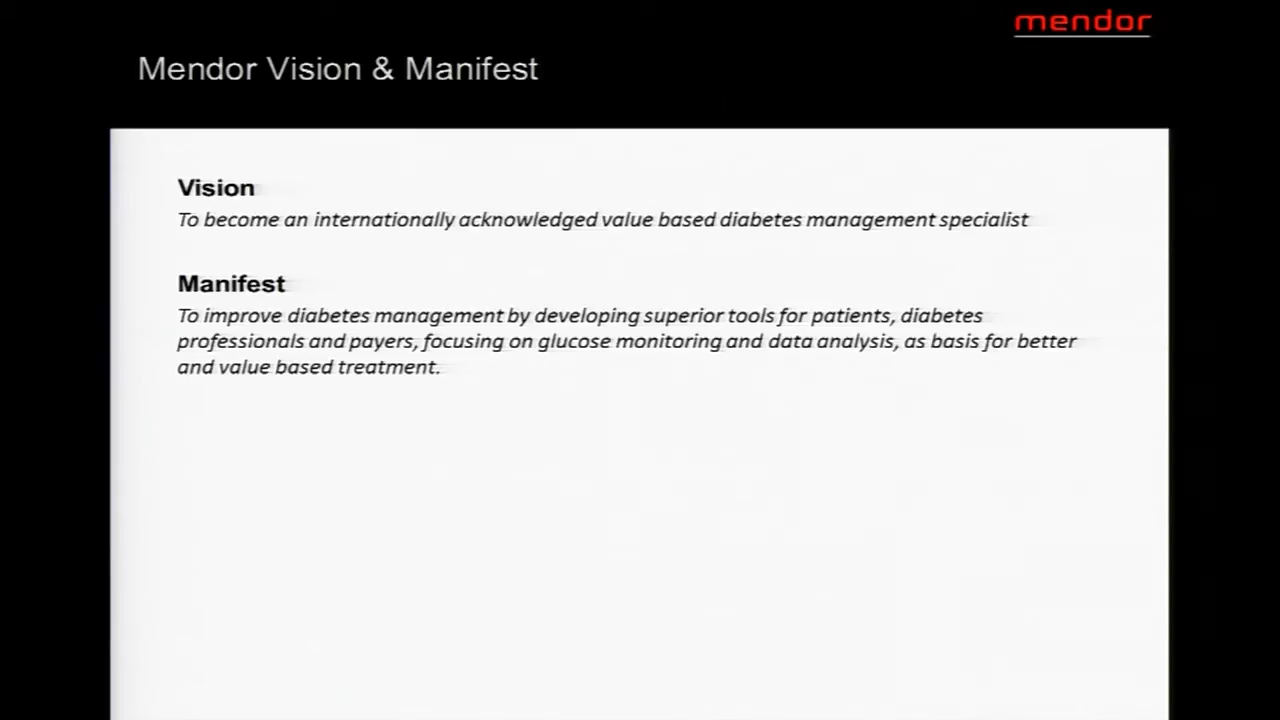 mendor
Mendor Vision & Manifest
Vision
To become an internationally acknowledged value based diabetes management specialist
Manifest
To improve diabetes management by developing superior tools for patients, diabetes
professionals and payers, focusing on glucose monitoring and data analysis, as basis for better
and value based treatment.